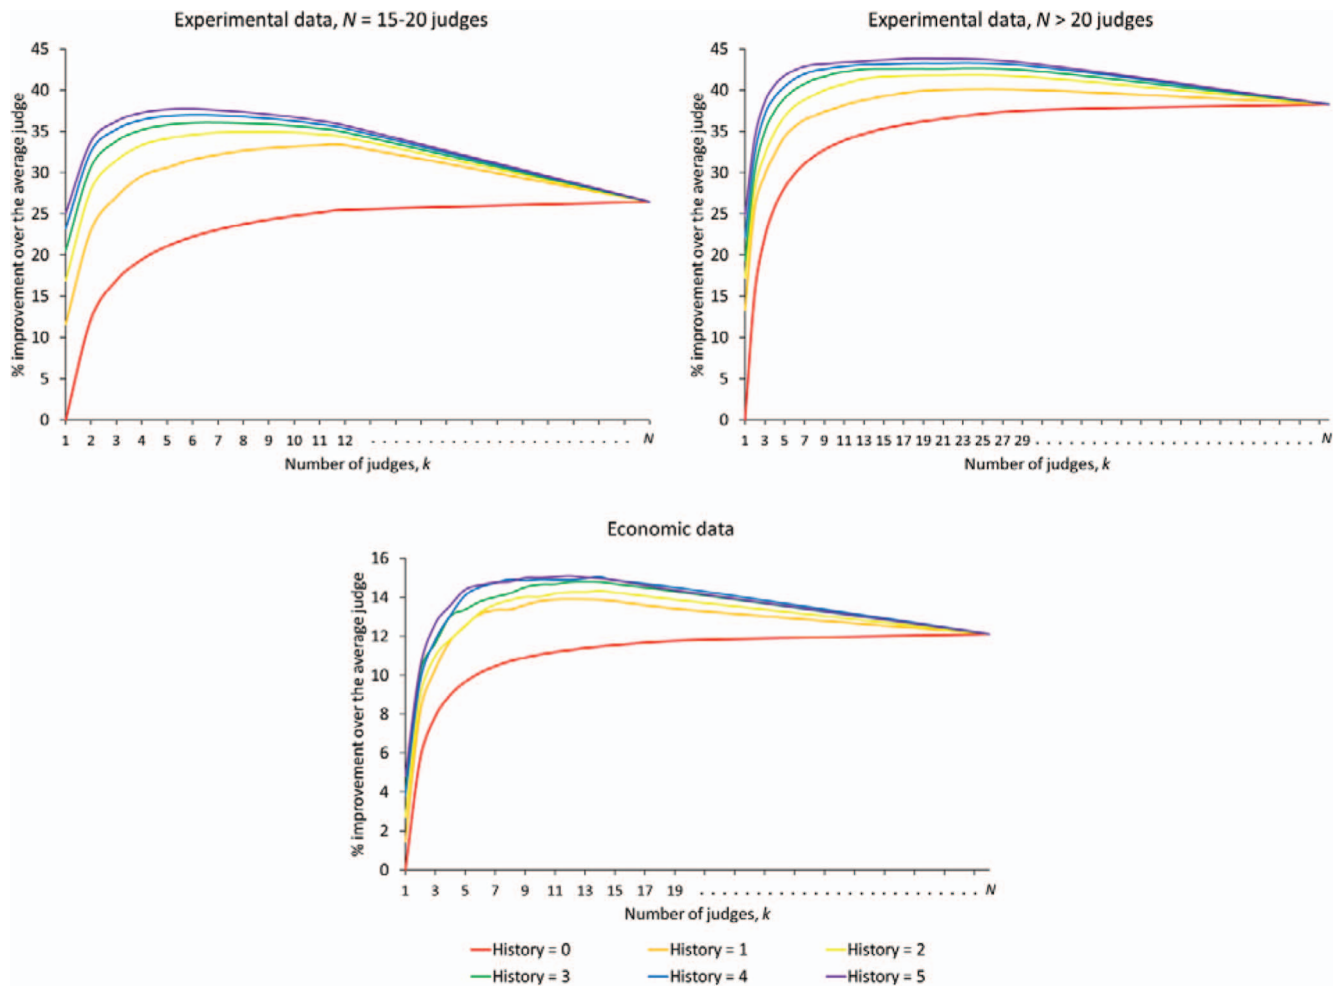 Experimental data, N = 15-20 judges
% improvement over the average judge
45
40
35
30
25
20
15
10
5
0
1 2 3 4 5 6 7 8 9 10 11 12 . . . . . . . . . . . . . . . . . . . . N
Number of judges, k
Experimental data, N > 20 judges
% improvement over the average judge
45
40
35
30
25
20
15
10
5
0
1 3 5 7 9 11 13 15 17 19 21 23 25 27 29 . . . . . . . . . . . . . . . . . . . . . . . . . . . . . . N
Number of judges, k
Economic data
% improvement over the average judge
16
14
12
10
8
6
4
2
0
1 3 5 7 9 11 13 15 17 19 . . . . . . . . . . . . . . . . . . . . . . N
Number of judges, k
History = 0 History = 1 History = 2
History = 3 History = 4 History = 5